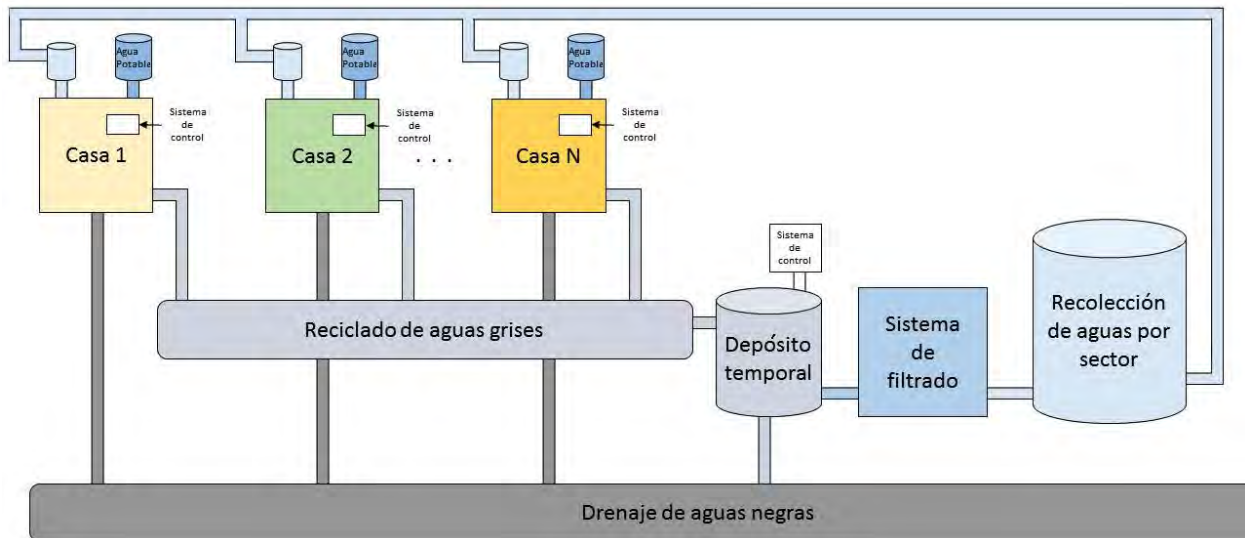 Agua
Potable
Agua
Potable
Agua
Potable
Sistema
de
control
Casa 1
Sistema
de
control
Casa 2
. . .
Sistema
de
control
Casa N
Sistema
de
control
Reciclado de aguas grises
Depósito
temporal
Sistema
de
filtrado
Recolección
de aguas por
sector
Drenaje de aguas negras